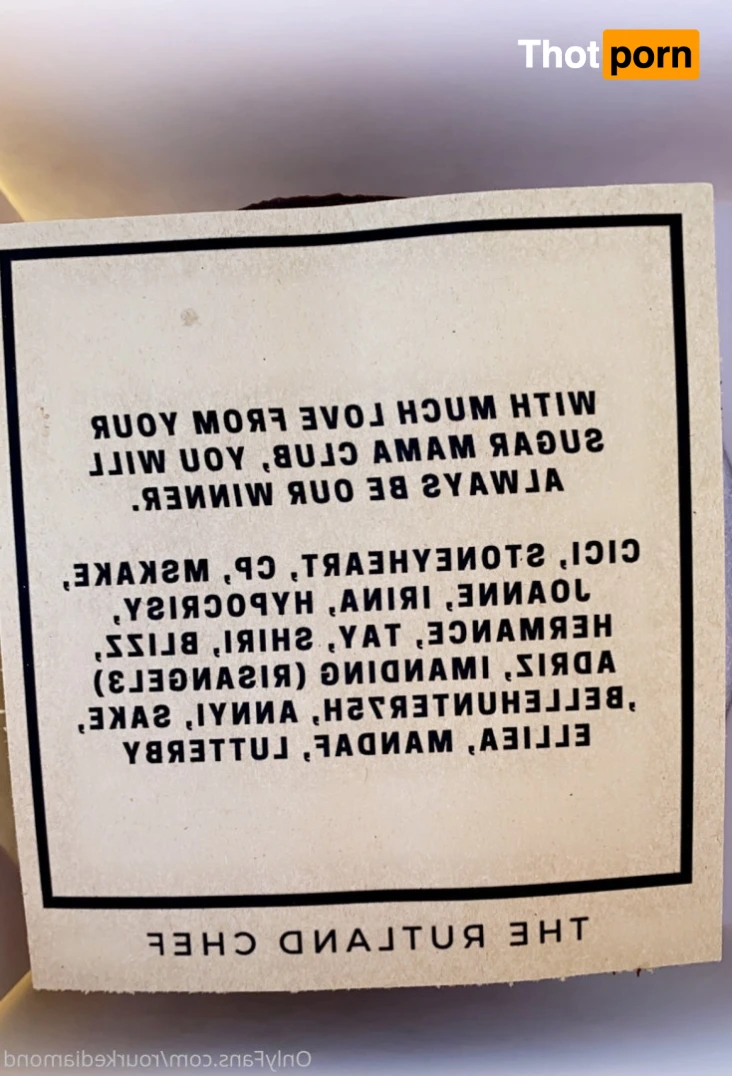 Thot porn
WITH MUCH LOVE FROM YOUR
SUGAR MAMA CLUB, YOU WILL
ALWAYS BE OUR WINNER.
CICI, STONEYHEART, CP, MSKAKE,
JOANNE, IRINA, HYPOCRISY,
HERMANCE, TAY, SHIRI, BLIZZ,
ADRIZ, IMANDING (RISANGEL3)
,BELLEHUNTER75H, ANNYI, SAKE,
ELLIEA, MANDAF, LUTTERBY
THE RUTLAND CHEF
OnlyFans.com/rourkediamond